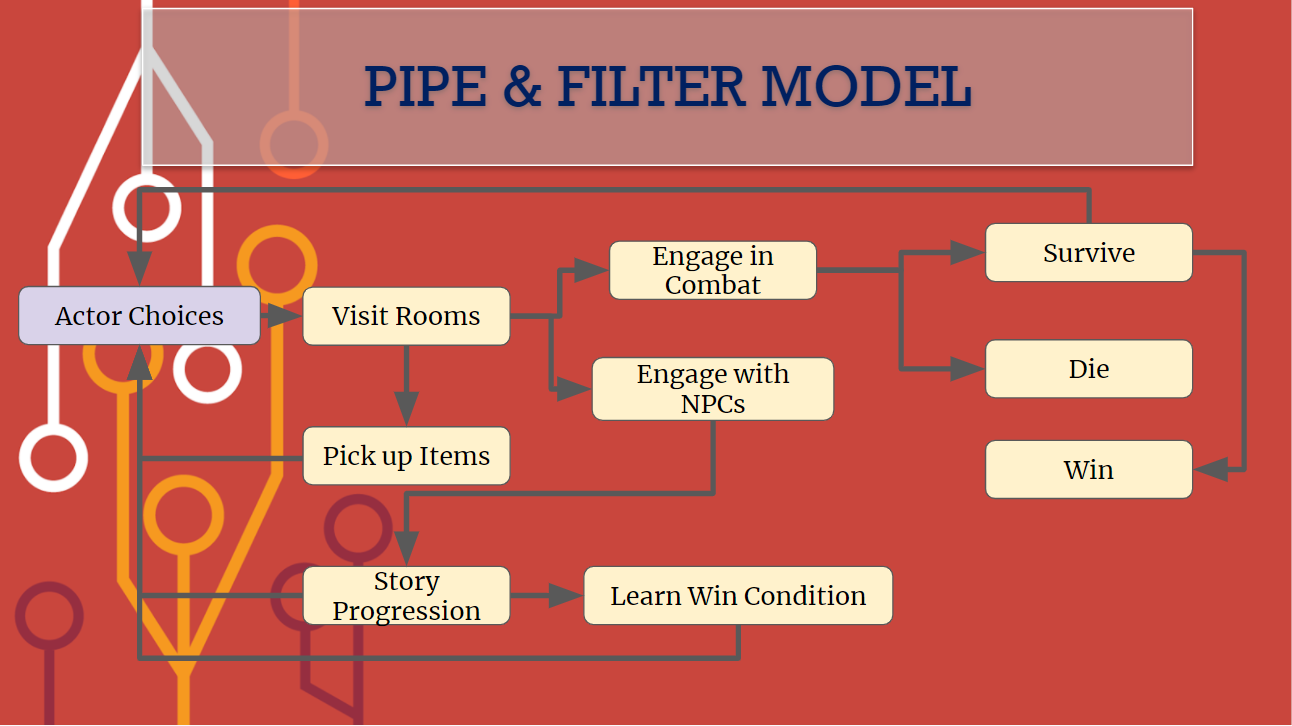 PIPE & FILTER MODEL
Survive
Engage in
Combat
Actor Choices
Visit Rooms
Die
Engage with
NPCs
Pick up Items
Win
Story
Progression
Learn Win Condition